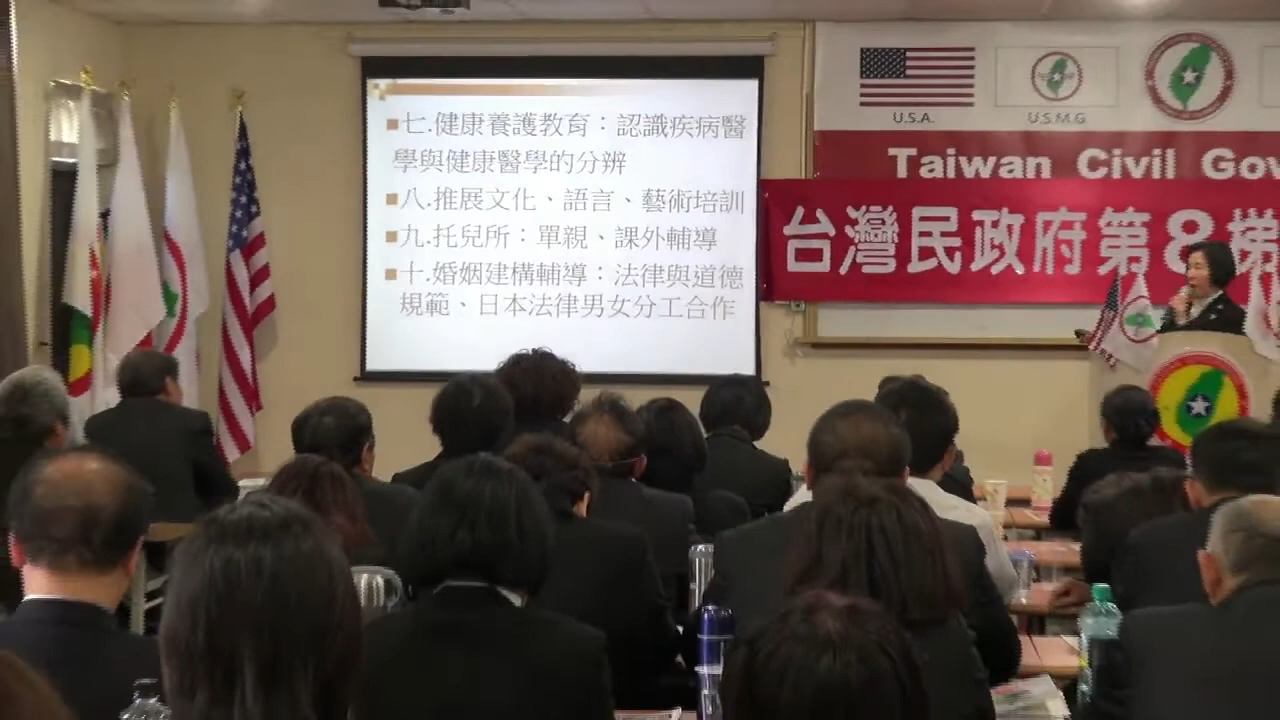 七.健康養護教育：認識疾病醫
學與健康醫學的分辨
八.推展文化、語言、藝術培訓
九.托兒所：單親、課外輔導
十.婚姻建構輔導：法律與道德
規範、日本法律男女分工合作
U.S.A.
U.S.M.G
Taiwan Civil Gov
台灣民政府第8梯